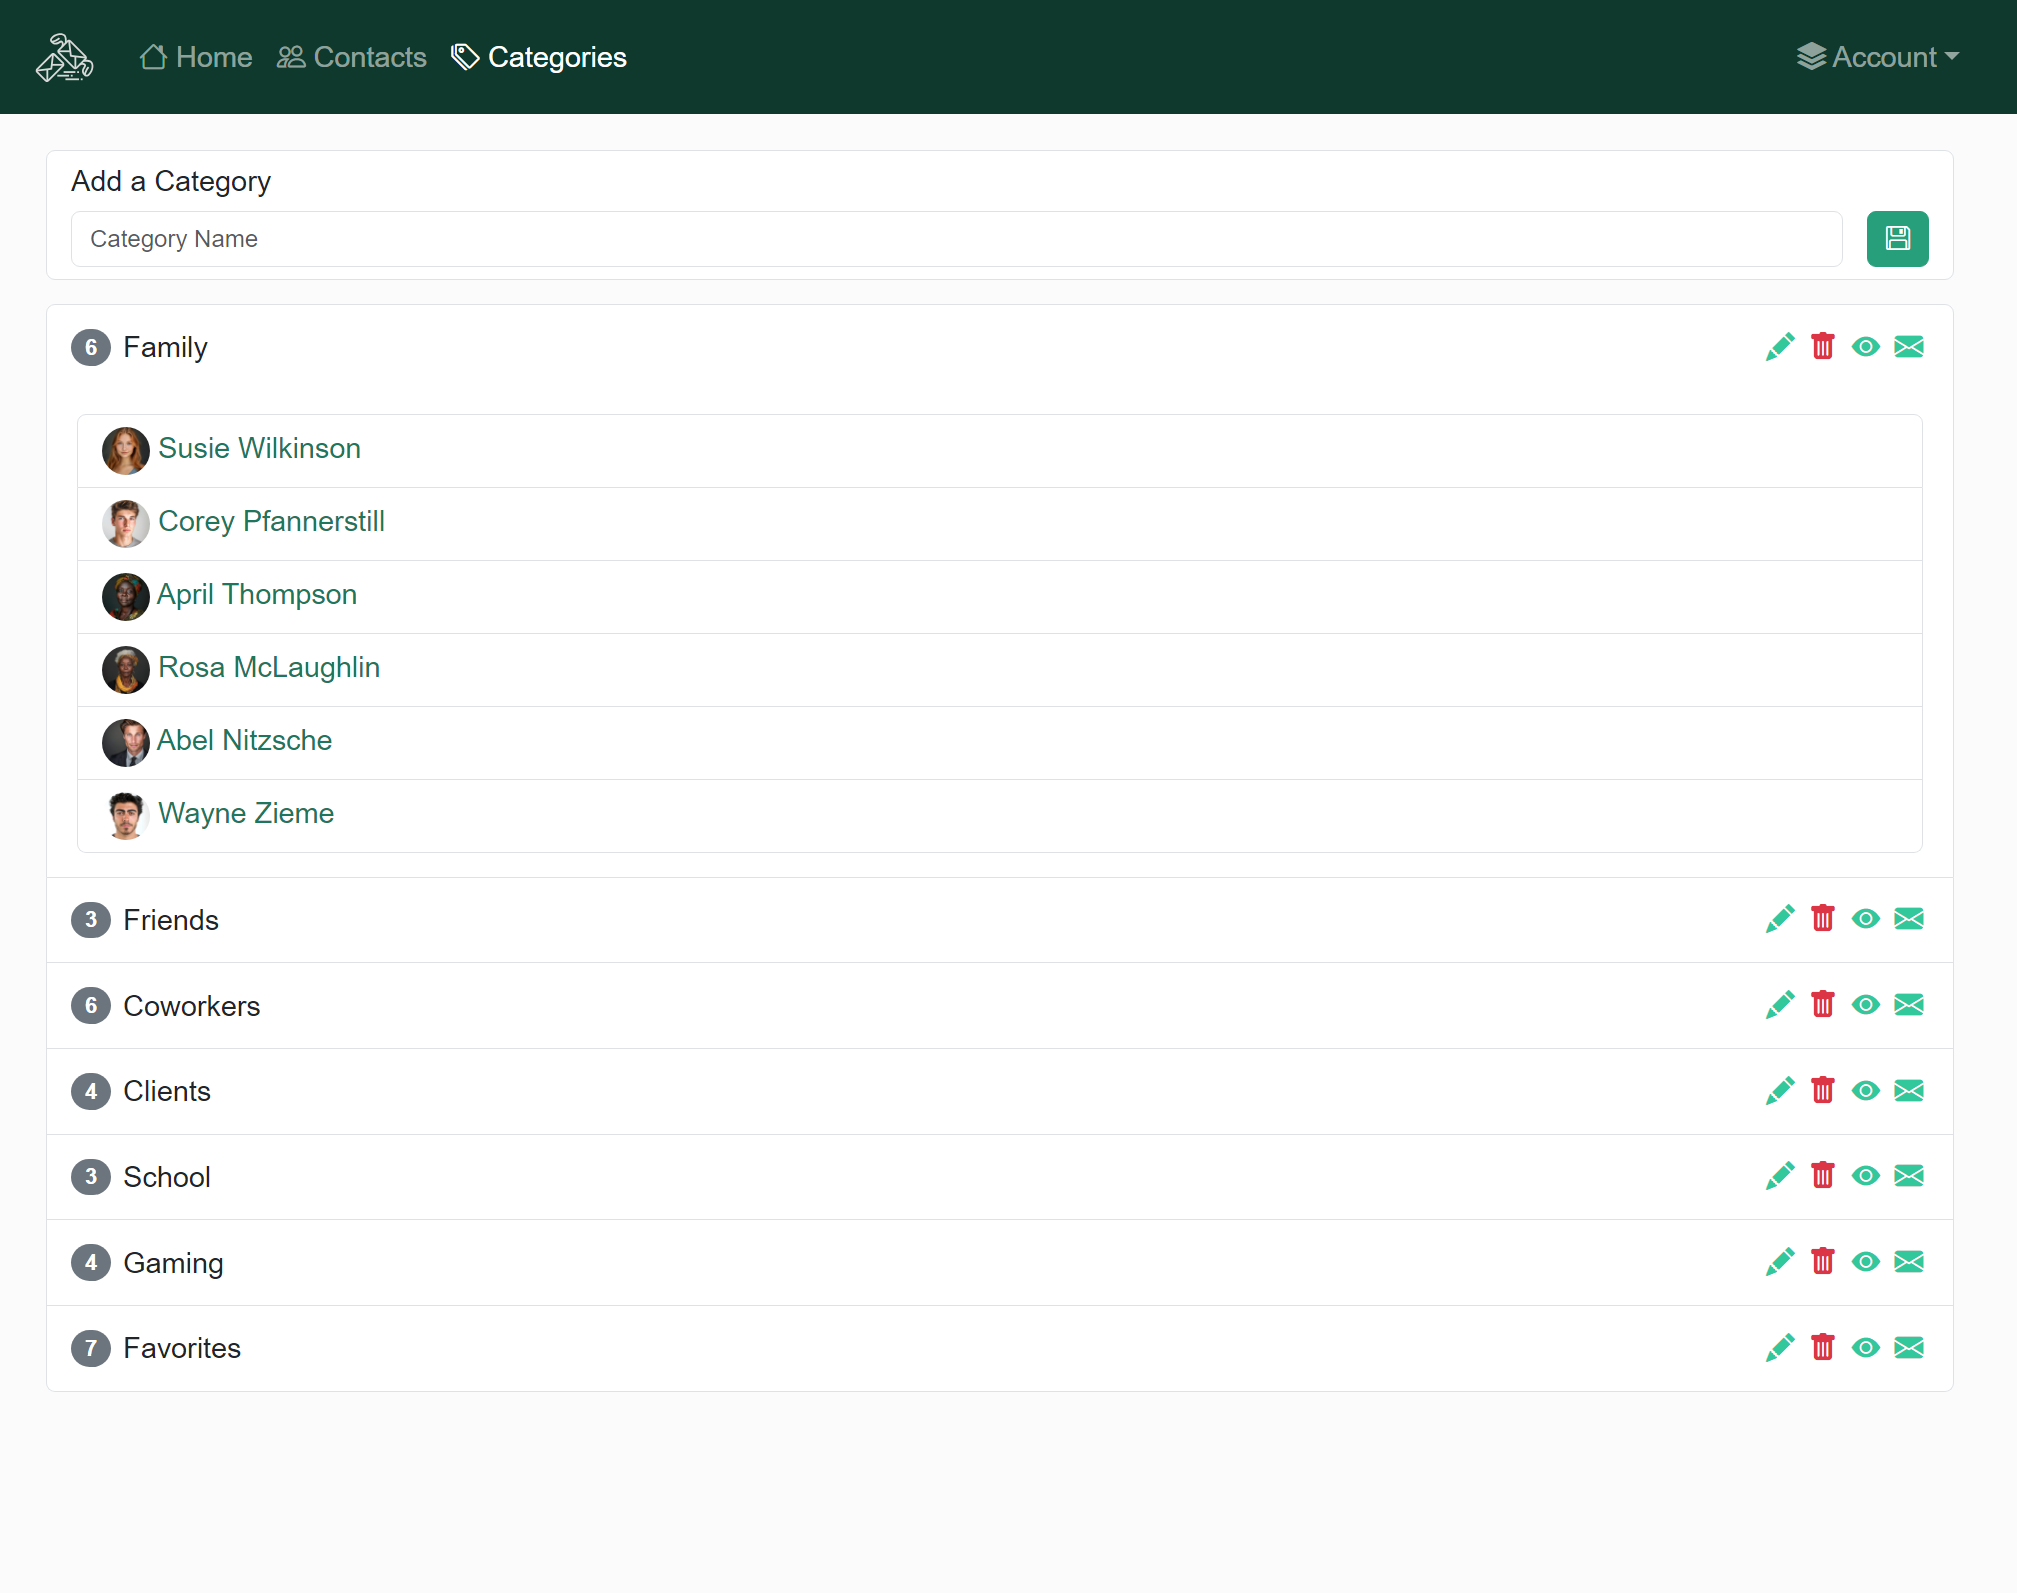 Home Contacts Categories Account
Add a Category
Category Name
6 Family
Susie Wilkinson
Corey Pfannerstill
April Thompson
Rosa McLaughlin
Abel Nitzsche
Wayne Zieme
3 Friends
6 Coworkers
4 Clients
3 School
4 Gaming
7 Favorites